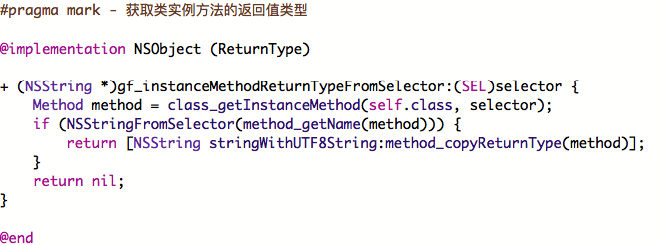 #pragma mark - 获取类实例方法的返回值类型
@implementation NSObject (ReturnType)
+ (NSString *)gf_instanceMethodReturnTypeFromSelector:(SEL)selector {
    Method method = class_getInstanceMethod(self.class, selector);
    if (NSStringFromSelector(method_getName(method))) {
        return [NSString stringWithUTF8String:method_copyReturnType(method)];
    }
    return nil;
}
@end